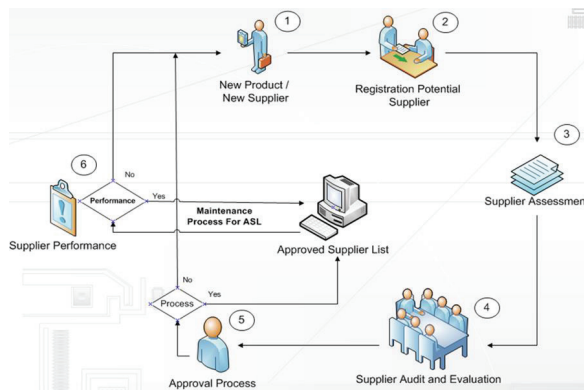 1
New Product /
New Supplier
2
Registration Potential
Supplier
3
Supplier Assessment
4
Supplier Audit and Evaluation
5
Approval Process
Process
No
Yes
Approved Supplier List
6
Supplier Performance
Performance
No
Yes
Maintenance
Process For ASL